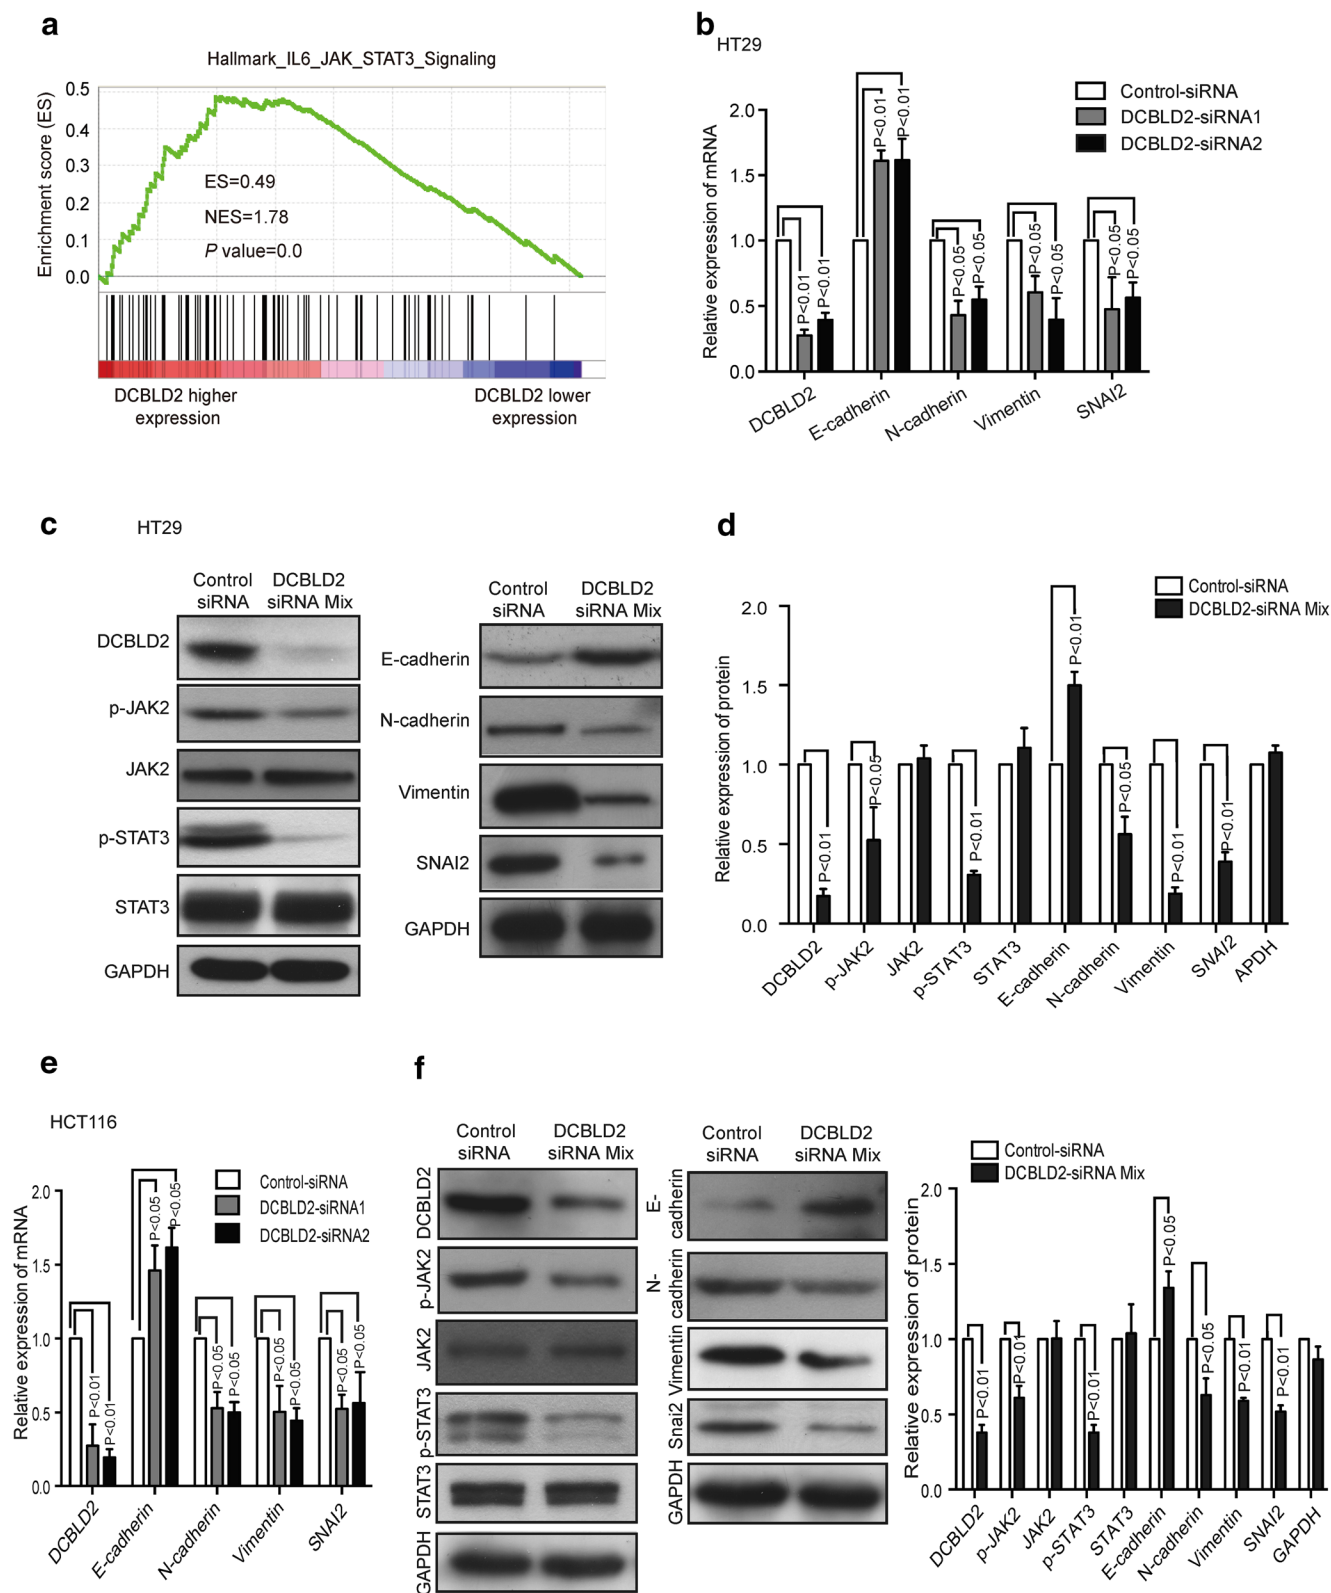 a
Hallmark_IL6_JAK_STAT3_Signaling
Enrichment score (ES)
0.5
0.4
0.3
0.2
0.1
0.0
ES=0.49
NES=1.78
P value=0.0
DCBLD2 higher
expression
DCBLD2 lower
expression
b
HT29
Control-siRNA
DCBLD2-siRNA1
DCBLD2-siRNA2
Relative expression of mRNA
2.0
1.5
1.0
0.5
0.0
P<0.01
P<0.01
P<0.01
P<0.01
P<0.05
P<0.05
P<0.05
P<0.05
P<0.05
P<0.05
DCBLD2
E-cadherin
N-cadherin
Vimentin
SNAI2
c
HT29
Control
siRNA
DCBLD2
siRNA Mix
DCBLD2
p-JAK2
JAK2
p-STAT3
STAT3
GAPDH
Control
siRNA
DCBLD2
siRNA Mix
E-cadherin
N-cadherin
Vimentin
SNAI2
GAPDH
d
Control-siRNA
DCBLD2-siRNA Mix
Relative expression of protein
2.0
1.5
1.0
0.5
0.0
P<0.01
P<0.05
P<0.01
P<0.01
P<0.05
P<0.01
P<0.01
DCBLD2
p-JAK2
JAK2
p-STAT3
STAT3
E-cadherin
N-cadherin
Vimentin
SNAI2
APDH
e
HCT116
Control-siRNA
DCBLD2-siRNA1
DCBLD2-siRNA2
Relative expression of mRNA
2.0
1.5
1.0
0.5
0.0
P<0.01
P<0.01
P<0.05
P<0.05
P<0.05
P<0.05
P<0.05
P<0.05
P<0.05
P<0.05
DCBLD2
E-cadherin
N-cadherin
Vimentin
SNAI2
f
Control
siRNA
DCBLD2
siRNA Mix
DCBLD2
p-JAK2
JAK2
p-STAT3
STAT3
GAPDH
Control
siRNA
DCBLD2
siRNA Mix
E-
cadherin
N-
cadherin
Vimentin
Snai2
GAPDH
Control-siRNA
DCBLD2-siRNA Mix
Relative expression of protein
2.0
1.5
1.0
0.5
0.0
P<0.01
P<0.01
P<0.01
P<0.05
P<0.05
P<0.01
P<0.01
DCBLD2
p-JAK2
JAK2
p-STAT3
STAT3
E-cadherin
N-cadherin
Vimentin
SNAI2
GAPDH